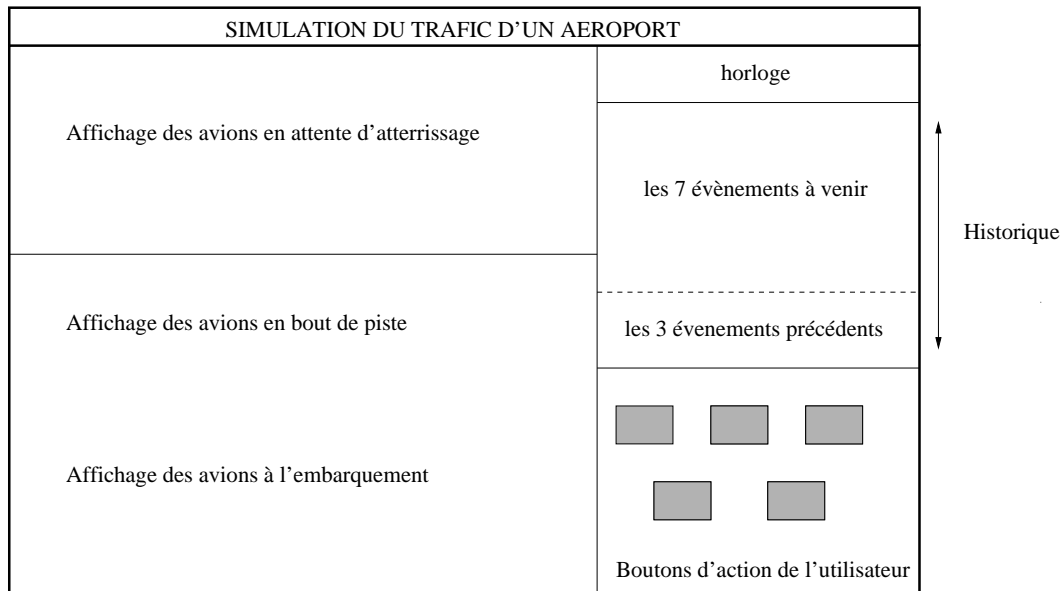 SIMULATION DU TRAFIC D'UN AEROPORT
horloge
Affichage des avions en attente d'atterrissage
les 7 évènements à venir
Historique
Affichage des avions en bout de piste
les 3 évenements précédents
Affichage des avions à l'embarquement
Boutons d'action de l'utilisateur